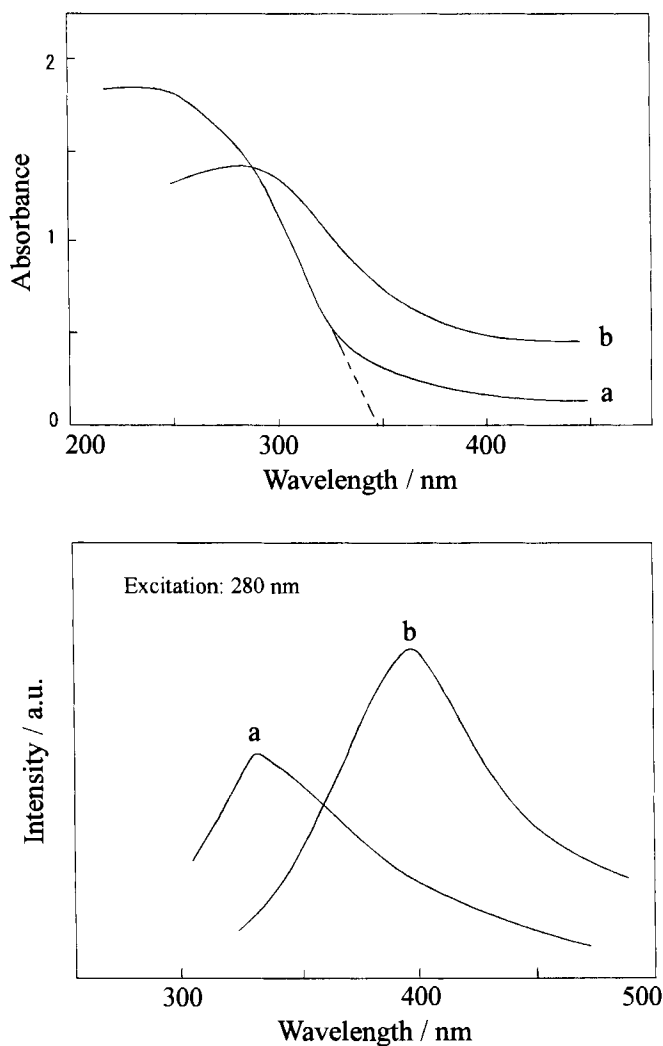 2
Absorbance
1
b
a
0
200 300 400
Wavelength / nm
Excitation: 280 nm
b
a
Intensity / a.u.
300 400 500
Wavelength / nm